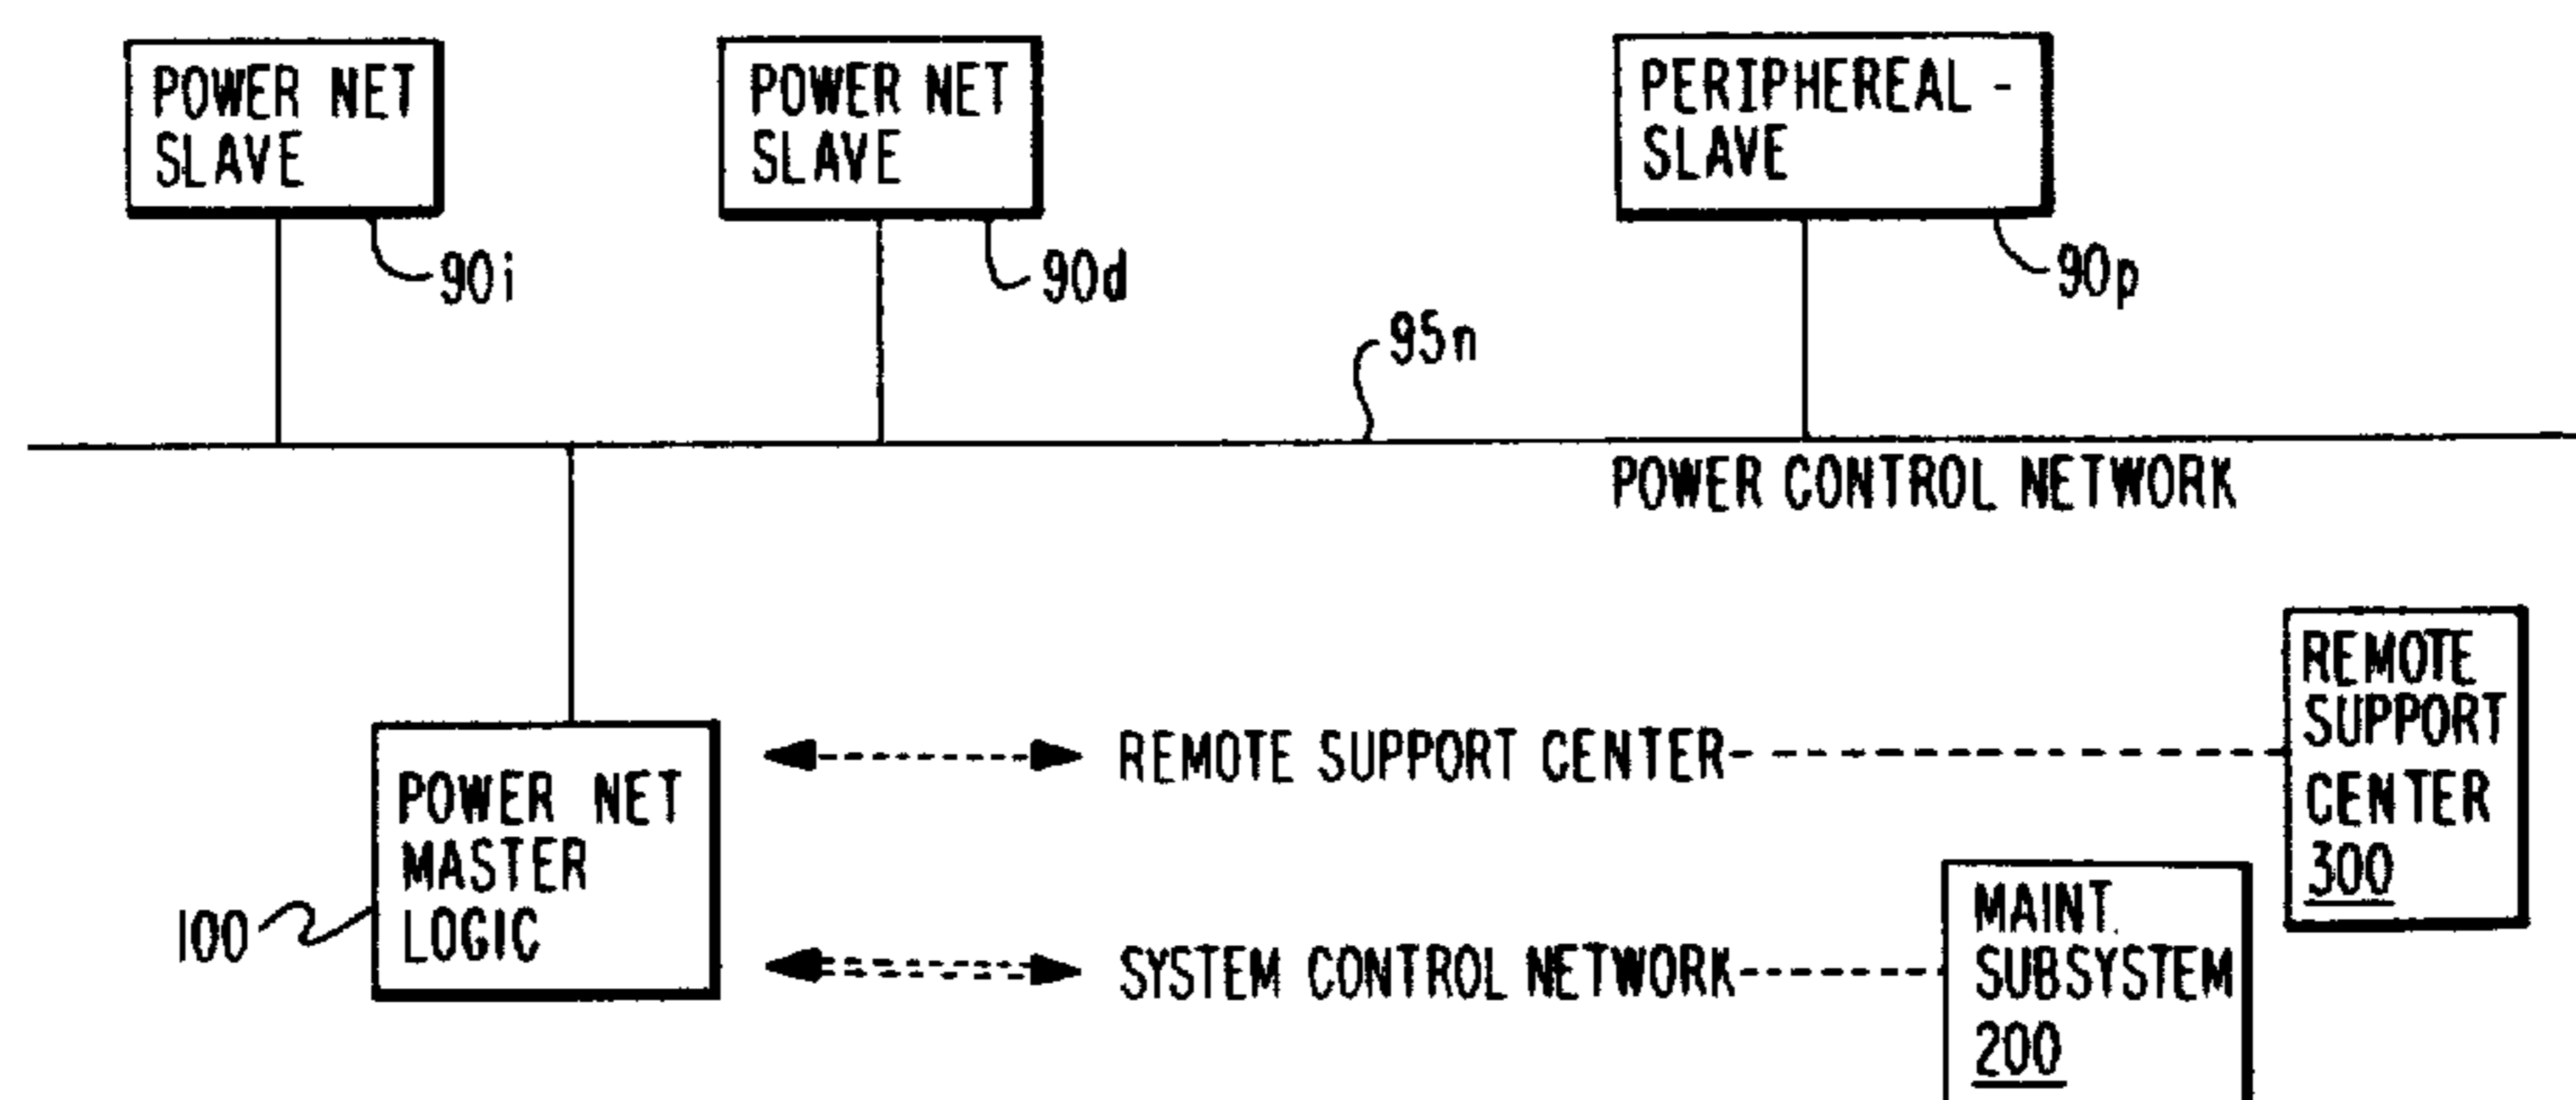 POWER NET
SLAVE
90i
POWER NET
SLAVE
90d
PERIPHEREAL -
SLAVE
90p
95n
POWER CONTROL NETWORK
POWER NET
MASTER
LOGIC
100
REMOTE SUPPORT CENTER
SYSTEM CONTROL NETWORK
REMOTE
SUPPORT
CENTER
300
MAINT.
SUBSYSTEM
200